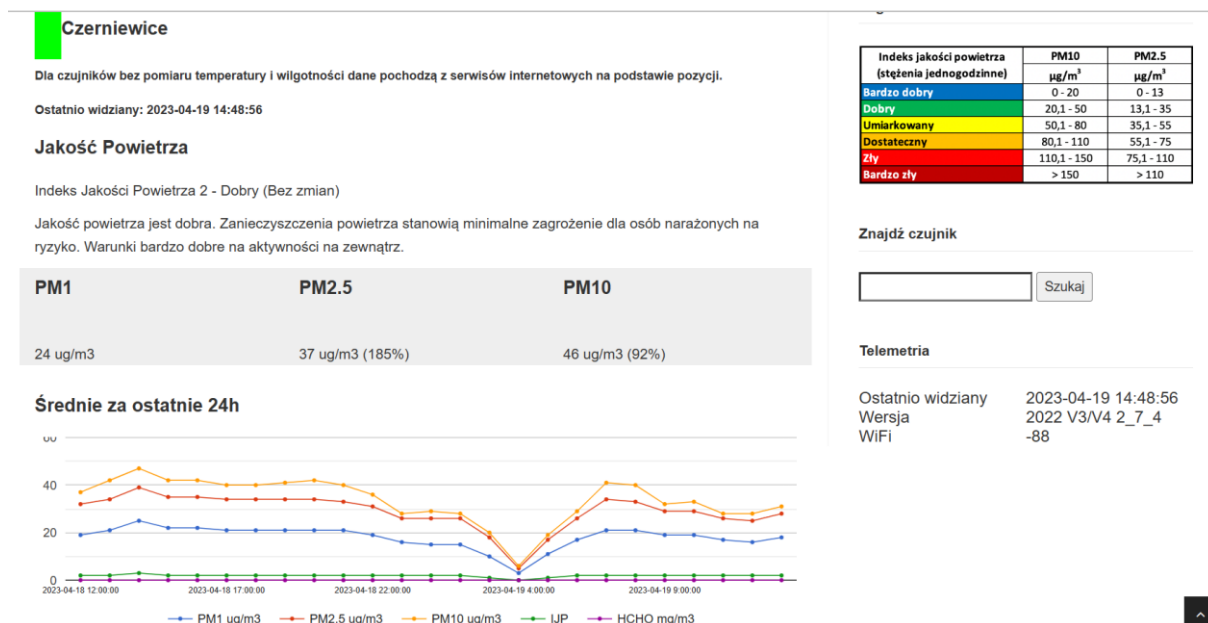 Czerniewice
Dla czujników bez pomiaru temperatury i wilgotności dane pochodzą z serwisów internetowych na podstawie pozycji.
Ostatnio widziany: 2023-04-19 14:48:56
Jakość Powietrza
Indeks Jakości Powietrza 2 - Dobry (Bez zmian)
Jakość powietrza jest dobra. Zanieczyszczenia powietrza stanowią minimalne zagrożenie dla osób narażonych na
ryzyko. Warunki bardzo dobre na aktywności na zewnątrz.
PM1 PM2.5 PM10
24 ug/m3 37 ug/m3 (185%) 46 ug/m3 (92%)
Średnie za ostatnie 24h
40
20
0
2023-04-18 12:00:00 2023-04-18 17:00:00 2023-04-18 22:00:00 2023-04-19 4:00:00 2023-04-19 9:00:00
PM1 ug/m3 PM2.5 ug/m3 PM10 ug/m3 IJP HCHO mg/m3
Indeks jakości powietrza PM10 PM2.5
(stężenia jednogodzinne) µg/m³ µg/m³
Bardzo dobry 0 - 20 0 - 13
Dobry 20,1 - 50 13,1 - 35
Umiarkowany 50,1 - 80 35,1 - 55
Dostateczny 80,1 - 110 55,1 - 75
Zły 110,1 - 150 75,1 - 110
Bardzo zły > 150 > 110
Znajdź czujnik
Szukaj
Telemetria
Ostatnio widziany 2023-04-19 14:48:56
Wersja 2022 V3/V4 2_7_4
WiFi -88